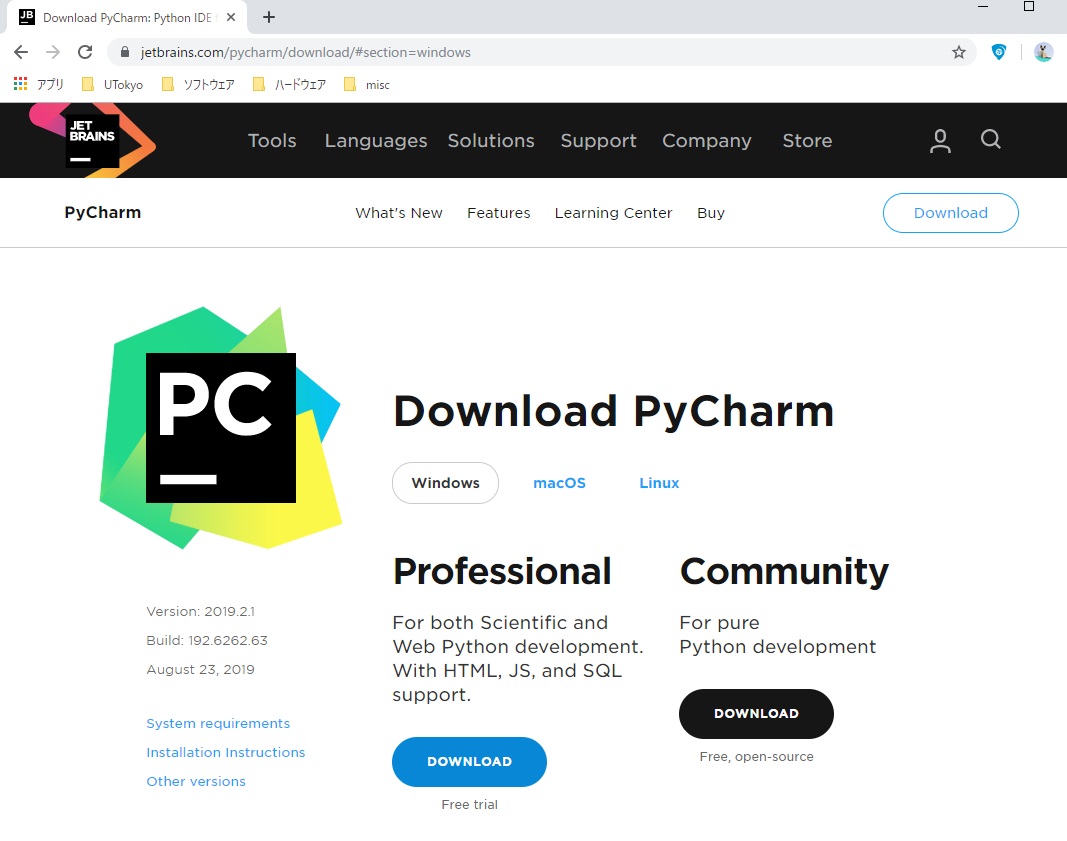 JB
Download PyCharm: Python IDE f
jetbrains.com/pycharm/download/#section=windows
アプリ UTokyo ソフトウェア ハードウェア misc
JET
BRAINS
Tools Languages Solutions Support Company Store
PyCharm What's New Features Learning Center Buy Download
PC
Download PyCharm
Windows macOS Linux
Professional
For both Scientific and
Web Python development.
With HTML, JS, and SQL
support.
DOWNLOAD
Free trial
Community
For pure
Python development
DOWNLOAD
Free, open-source
Version: 2019.2.1
Build: 192.6262.63
August 23, 2019
System requirements
Installation Instructions
Other versions